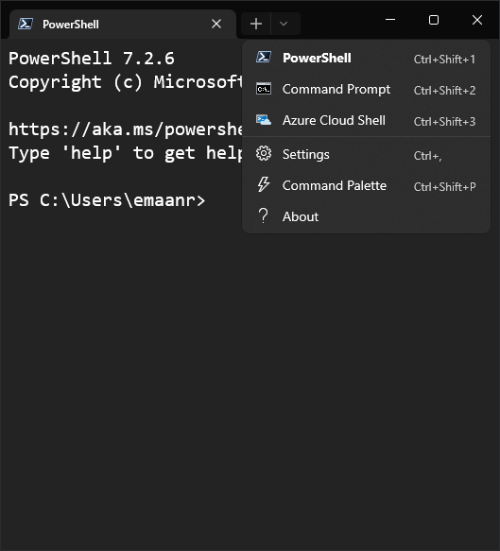 PowerShell
PowerShell 7.2.6
Copyright (c) Microsoft
https://aka.ms/powershe
Type 'help' to get help
PS C:\Users\emaanr>
PowerShell Ctrl+Shift+1
Command Prompt Ctrl+Shift+2
Azure Cloud Shell Ctrl+Shift+3
Settings Ctrl+,
Command Palette Ctrl+Shift+P
About